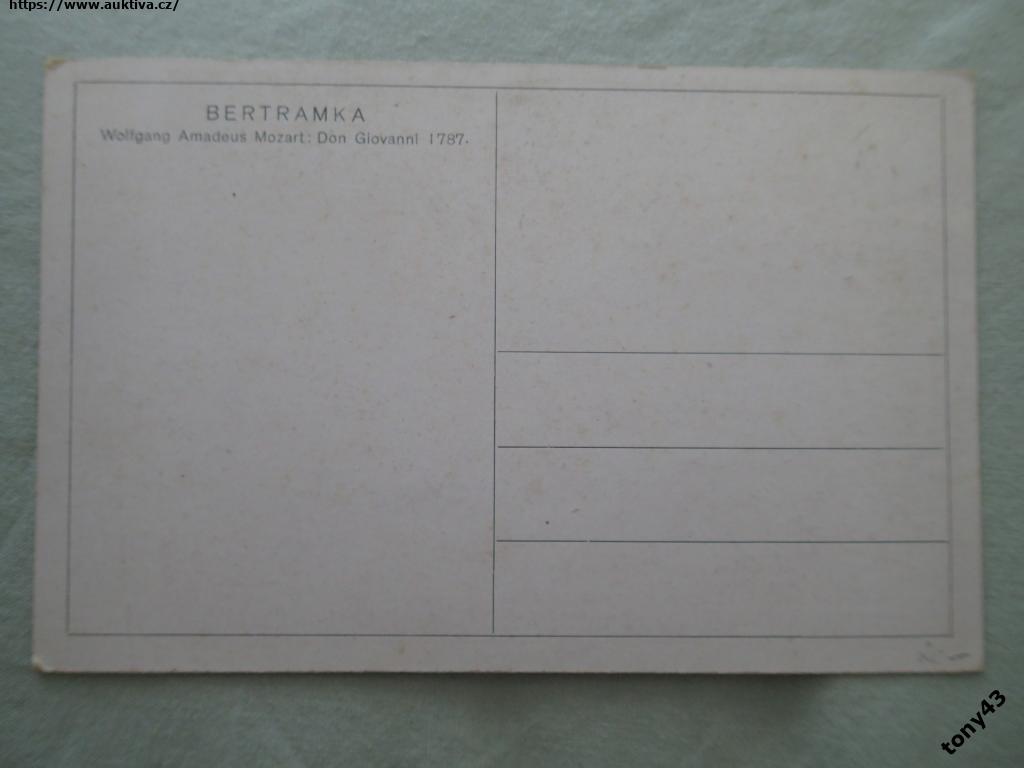 https://www.auktiva.cz/
BERTRAMKA
Wolfgang Amadeus Mozart: Don Giovanni 1787.
tony43